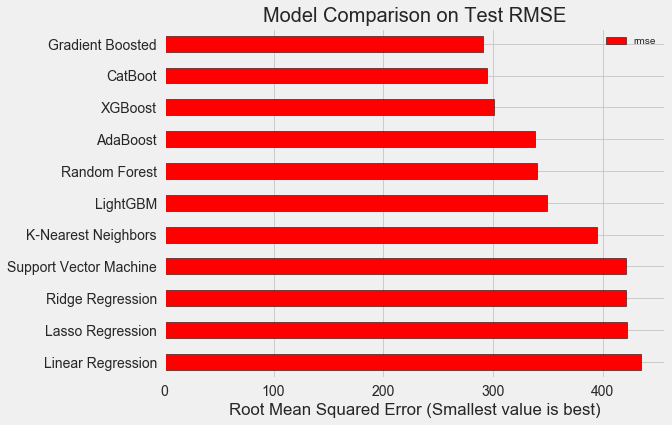 Model Comparison on Test RMSE
rmse
Gradient Boosted
CatBoot
XGBoost
AdaBoost
Random Forest
LightGBM
K-Nearest Neighbors
Support Vector Machine
Ridge Regression
Lasso Regression
Linear Regression
0 100 200 300 400
Root Mean Squared Error (Smallest value is best)